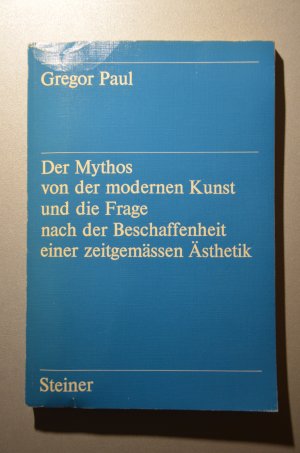 Gregor Paul
Der Mythos
von der modernen Kunst
und die Frage
nach der Beschaffenheit
einer zeitgemässen Ästhetik
Steiner